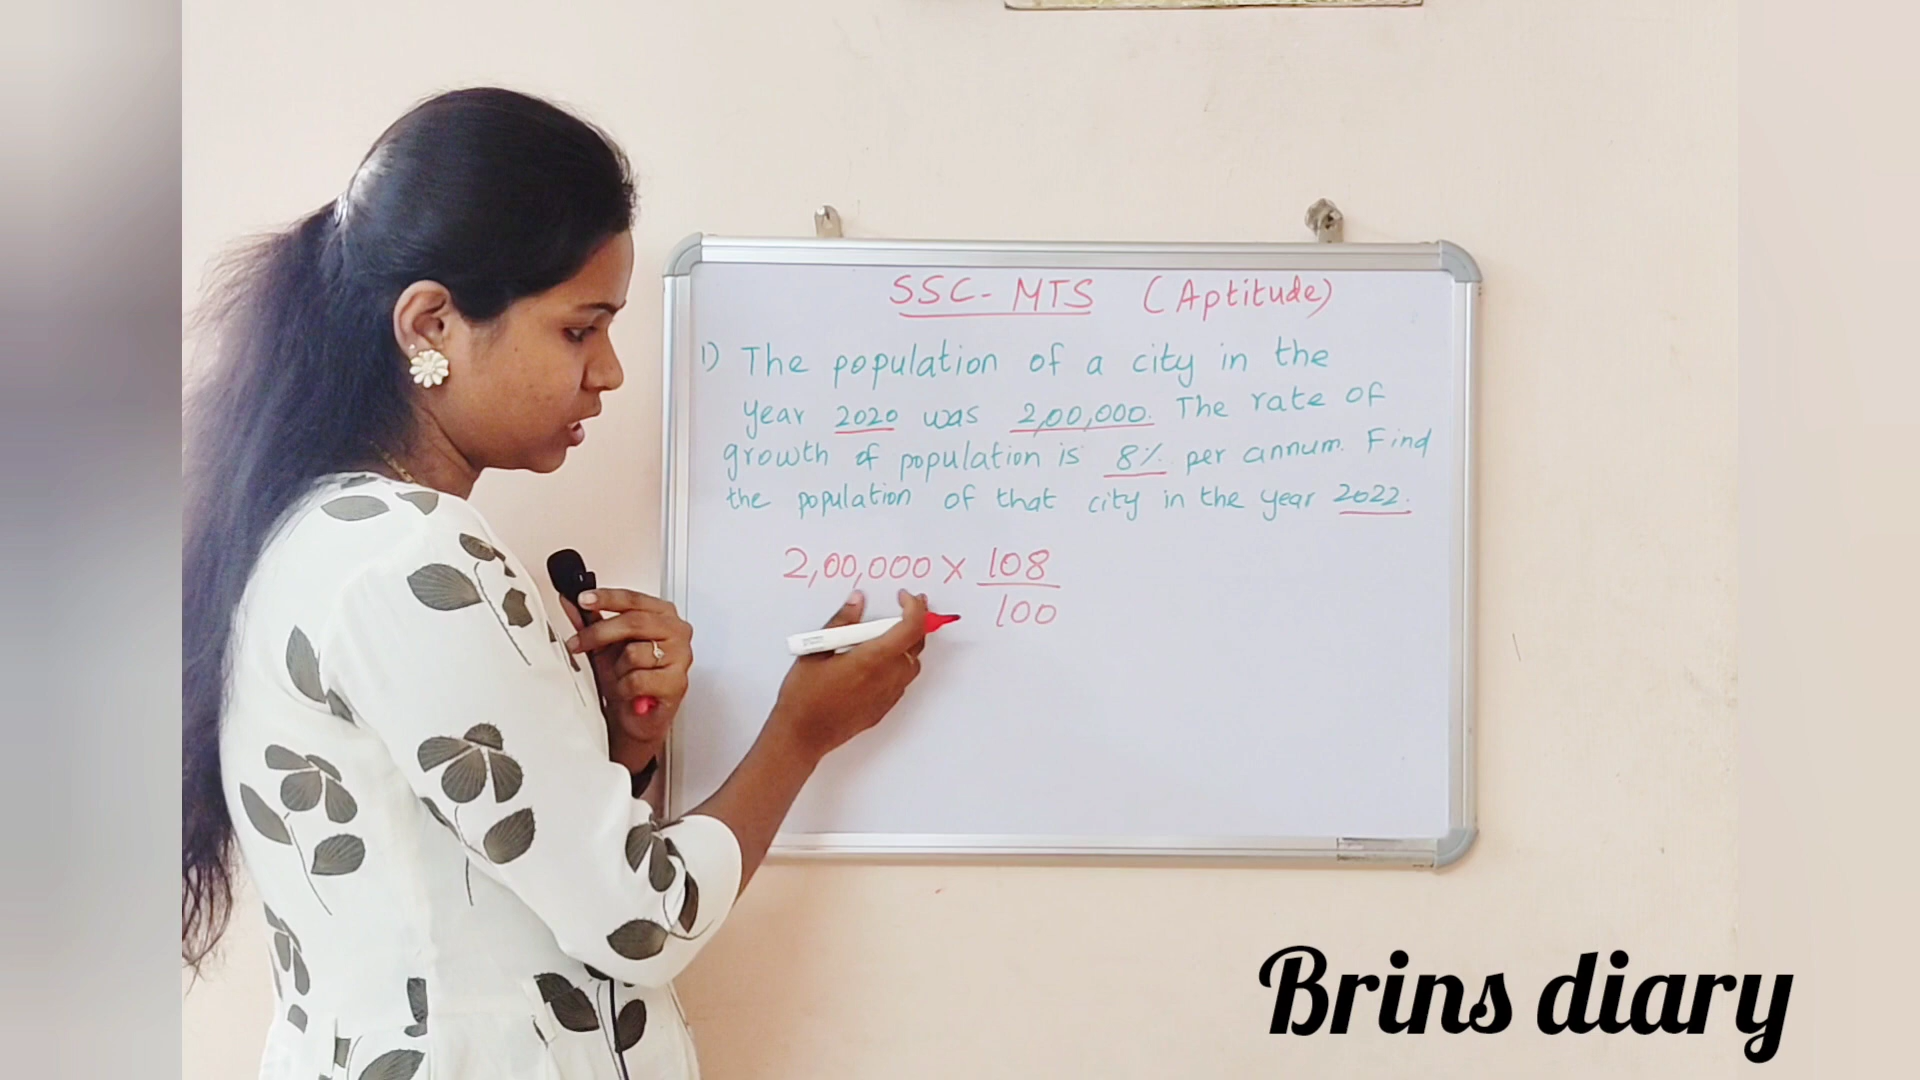 SSC- MTS (Aptitude)
1) The population of a city in the
year 2020 was 2,00,000. The rate of
growth of population is 8% per annum. Find
the population of that city in the year 2022.
2,00,000 × 108
100
Brins diary